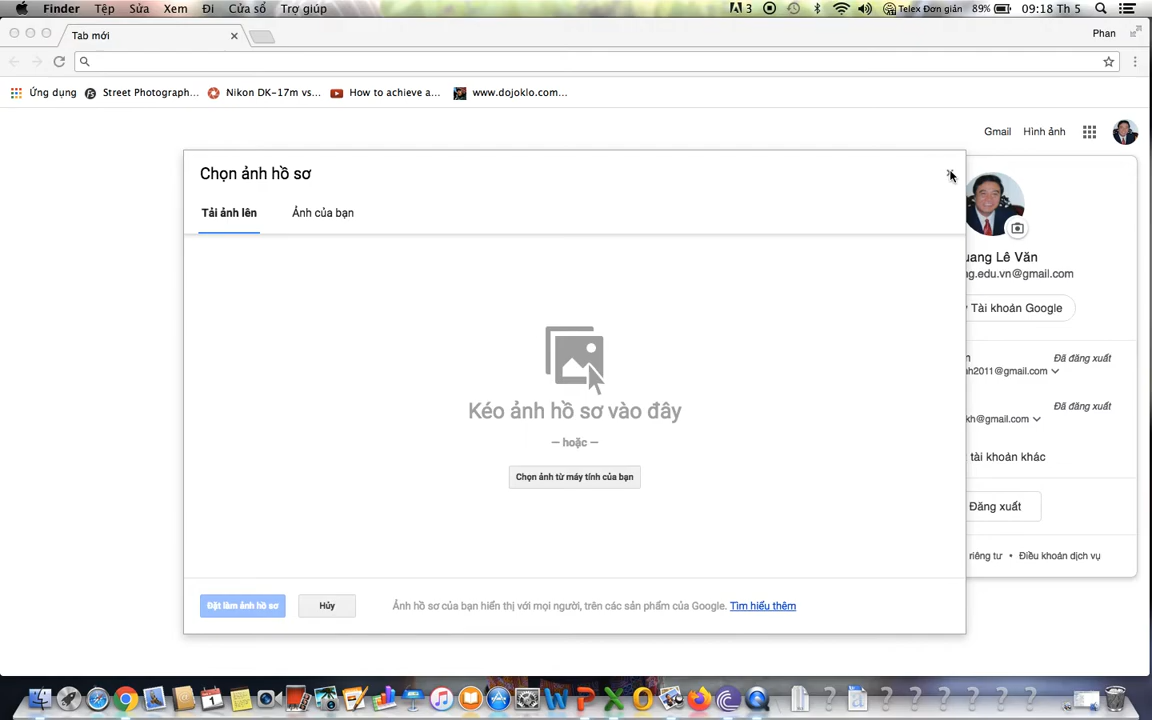 Finder Tệp Sửa Xem Đi Cửa sổ Trợ giúp 3 Telex Đơn giản 89% 09:18 Th 5
Tab mới Phan
Ứng dụng Street Photograph... Nikon DK-17m vs... How to achieve a... www.dojoklo.com...
Gmail Hình ảnh
Chọn ảnh hồ sơ
Tải ảnh lên Ảnh của bạn
uang Lê Văn
ng.edu.vn@gmail.com
Tài khoản Google
Đã đăng xuất
nh2011@gmail.com
Đã đăng xuất
kh@gmail.com
Kéo ảnh hồ sơ vào đây
— hoặc —
tài khoản khác
Chọn ảnh từ máy tính của bạn
Đăng xuất
riêng tư • Điều khoản dịch vụ
Đặt làm ảnh hồ sơ Hủy Ảnh hồ sơ của bạn hiển thị với mọi người, trên các sản phẩm của Google. Tìm hiểu thêm